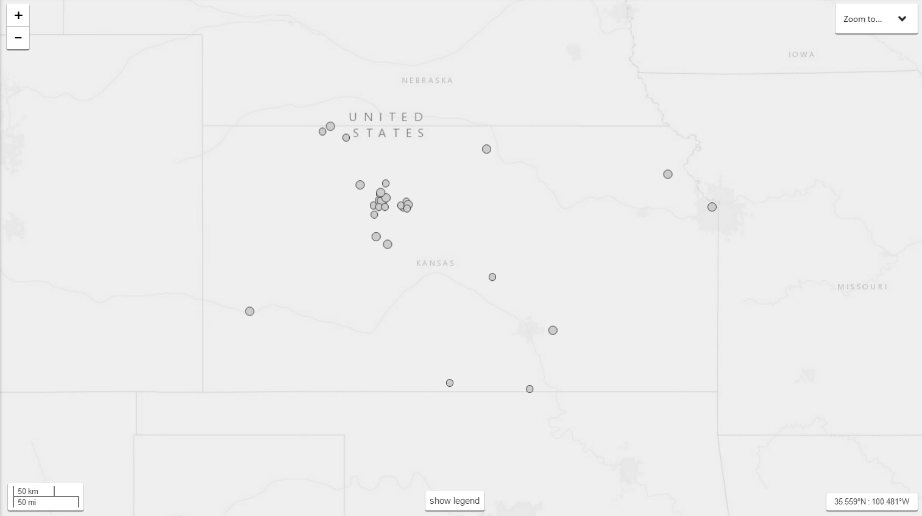 +
−
Zoom to...
IOWA
NEBRASKA
UNITED
STATES
KANSAS
MISSOURI
50 km
50 mi
show legend
35.559°N : 100.481°W